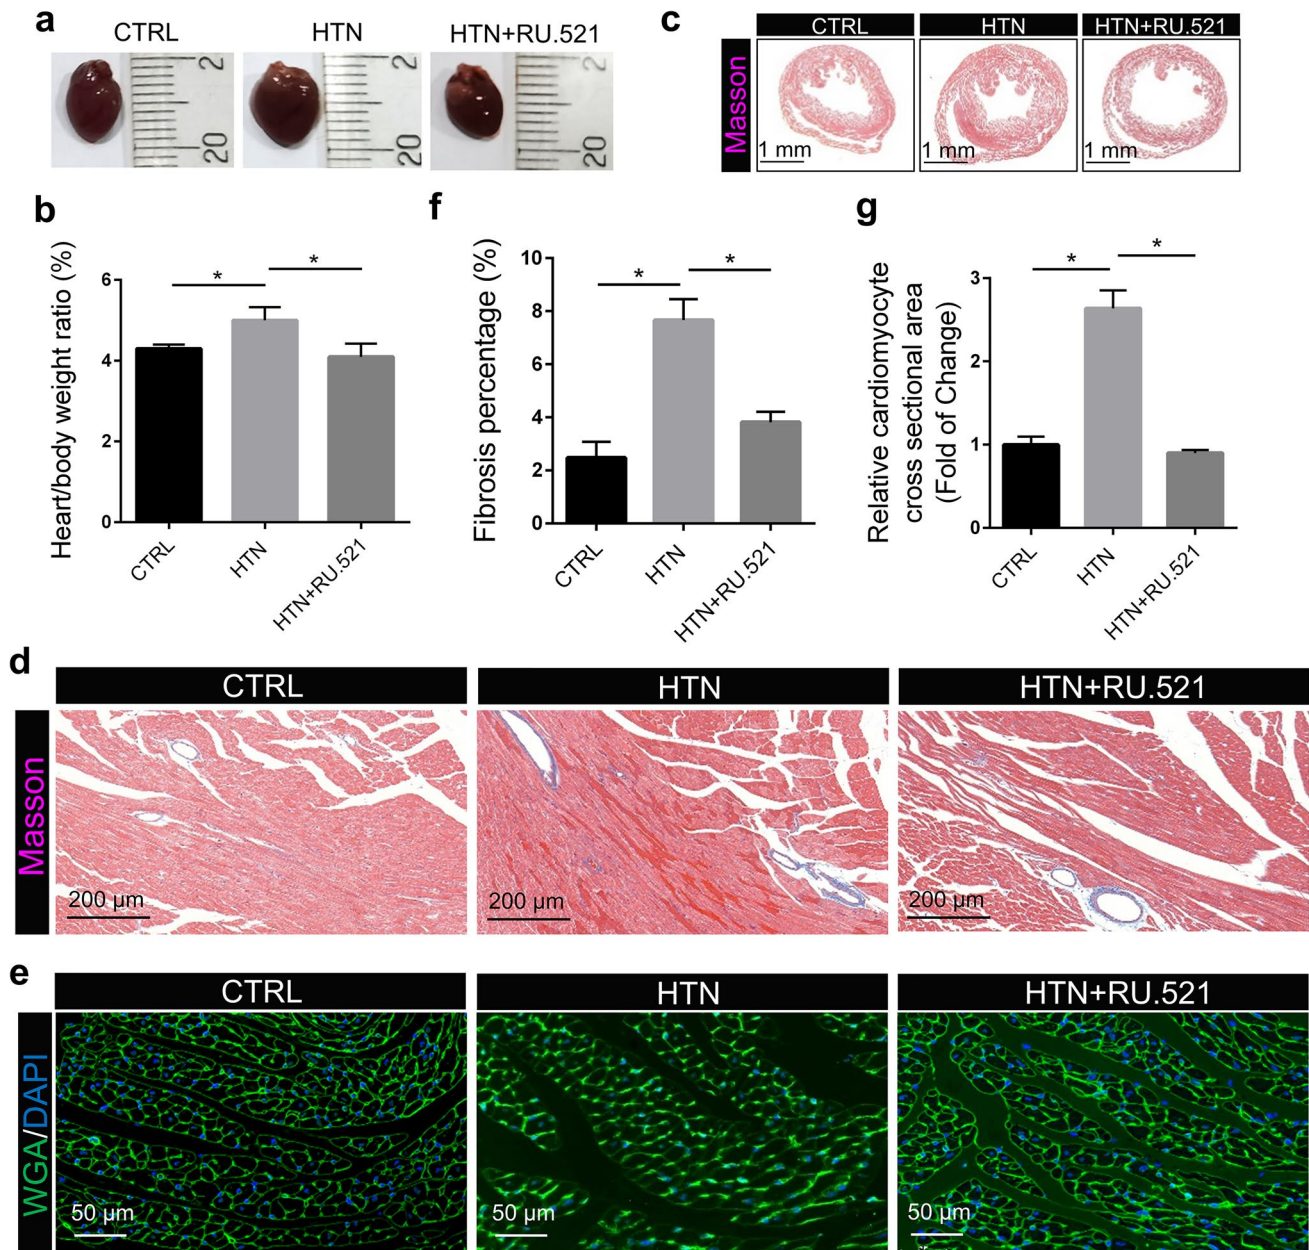 a
CTRL
HTN
HTN+RU.521
2
20
2
20
2
20
c
CTRL
HTN
HTN+RU.521
Masson
1 mm
1 mm
1 mm
b
Heart/body weight ratio (%)
6
4
2
0
*
*
CTRL
HTN
HTN+RU.521
f
Fibrosis percentage (%)
10
8
6
4
2
0
*
*
CTRL
HTN
HTN+RU.521
g
Relative cardiomyocyte
cross sectional area
(Fold of Change)
3
2
1
0
*
*
CTRL
HTN
HTN+RU.521
d
CTRL
HTN
HTN+RU.521
Masson
200 µm
200 µm
200 µm
e
CTRL
HTN
HTN+RU.521
WGA/DAPI
50 µm
50 µm
50 µm